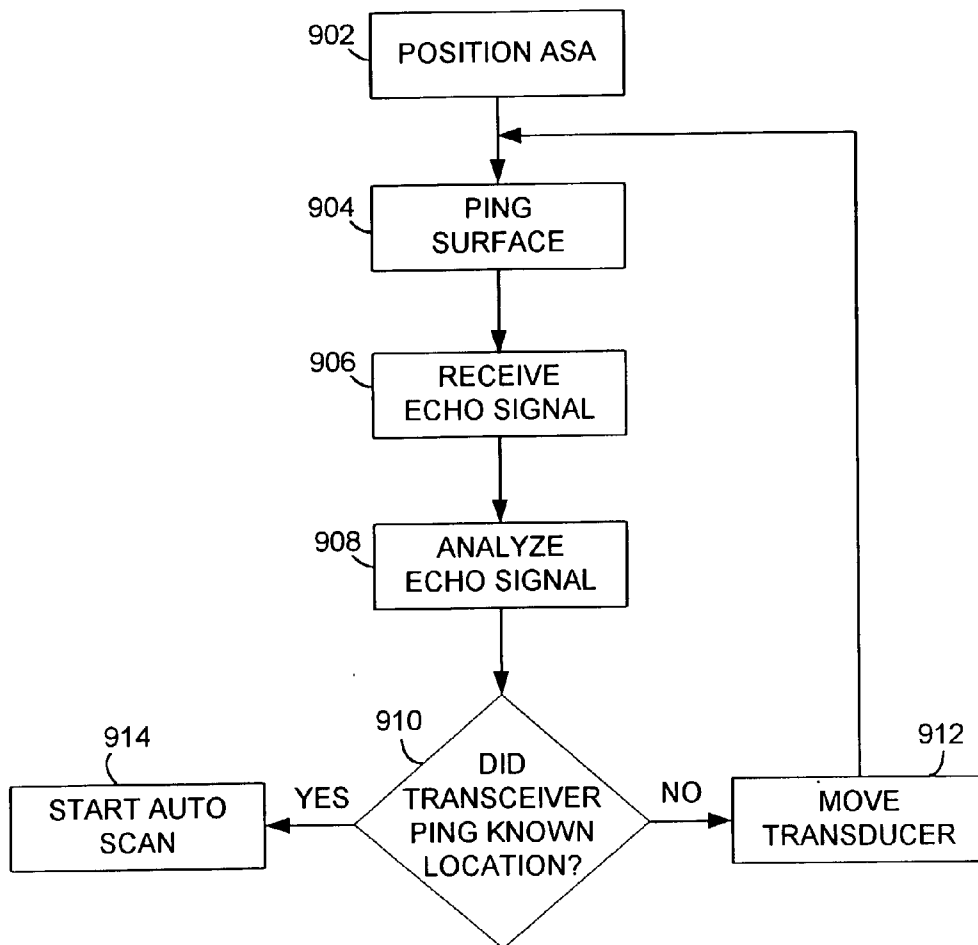 902
POSITION ASA
904
PING
SURFACE
906
RECEIVE
ECHO SIGNAL
908
ANALYZE
ECHO SIGNAL
910
DID
TRANSCEIVER
PING KNOWN
LOCATION?
YES
NO
914
START AUTO
SCAN
912
MOVE
TRANSDUCER